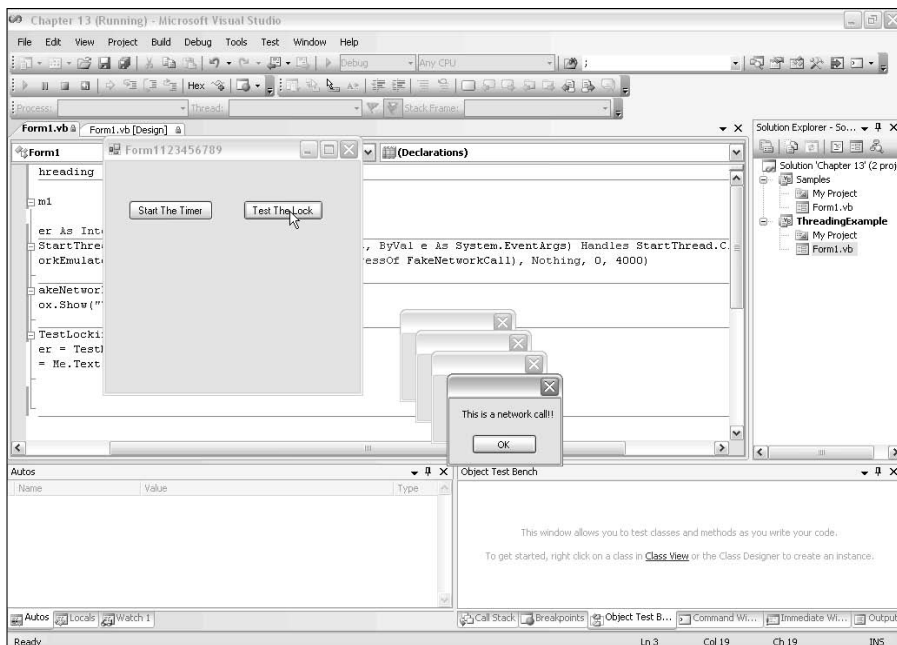 Chapter 13 (Running) - Microsoft Visual Studio
File Edit View Project Build Debug Tools Test Window Help
Debug Any CPU ;
Hex
Process: Thread: Stack Frame:
Form1.vb Form1.vb [Design]
Form1 (Declarations)
hreading
m1
er As Inte
StartThre , ByVal e As System.EventArgs) Handles StartThread.C
orkEmulat essOf FakeNetworkCall), Nothing, 0, 4000)
akeNetwor
ox.Show("
TestLocki
er = Test
= Me.Text
Form1123456789
Start The Timer Test The Lock
This is a network call!!
OK
Solution Explorer - So...
Solution 'Chapter 13' (2 proj
Samples
My Project
Form1.vb
ThreadingExample
My Project
Form1.vb
Autos
Name Value Type
Object Test Bench
This window allows you to test classes and methods as you write your code.
To get started, right click on a class in Class View or the Class Designer to create an instance.
Autos Locals Watch 1
Call Stack Breakpoints Object Test B... Command Wi... Immediate Wi... Output
Ready Ln 3 Col 19 Ch 19 INS